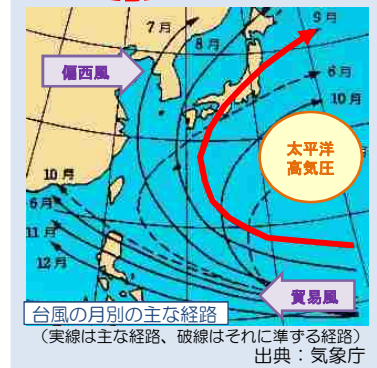 7月
8月
9月
偏西風
6月
10月
太平洋
高気圧
10月
6月
11月
12月
貿易風
台風の月別の主な経路
（実線は主な経路、破線はそれに準ずる経路）
出典：気象庁